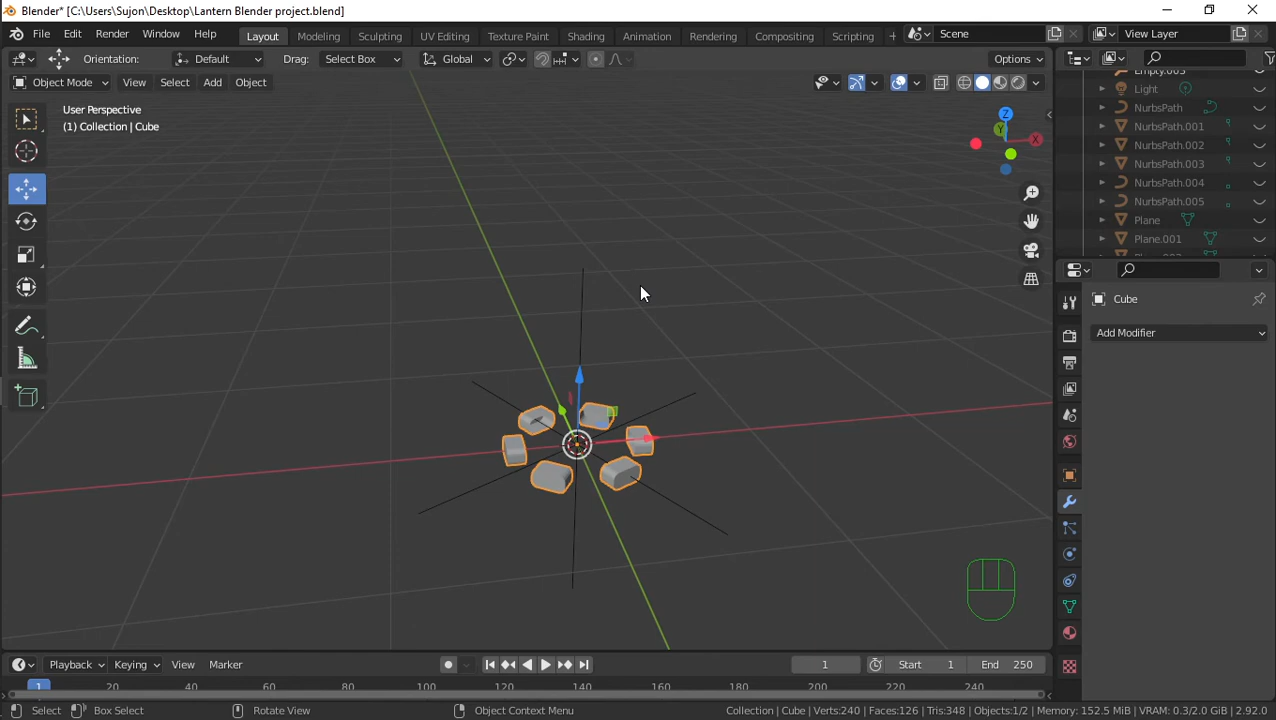 Blender* [C:\Users\Sujon\Desktop\Lantern Blender project.blend]
File Edit Render Window Help
Layout Modeling Sculpting UV Editing Texture Paint Shading Animation Rendering Compositing Scripting + Scene View Layer
Orientation: Default Drag: Select Box Global Options
Object Mode View Select Add Object
User Perspective
(1) Collection | Cube
Z
Y
X
Empty.003
Light
NurbsPath
NurbsPath.001
NurbsPath.002
NurbsPath.003
NurbsPath.004
NurbsPath.005
Plane
Plane.001
Cube
Add Modifier
Playback Keying View Marker 1 Start 1 End 250
1 20 40 60 80 100 120 140 160 180 200 220 240
Select Box Select Rotate View Object Context Menu Collection | Cube | Verts:240 | Faces:126 | Tris:348 | Objects:1/2 | Memory: 152.5 MiB | VRAM: 0.3/2.0 GiB | 2.92.0